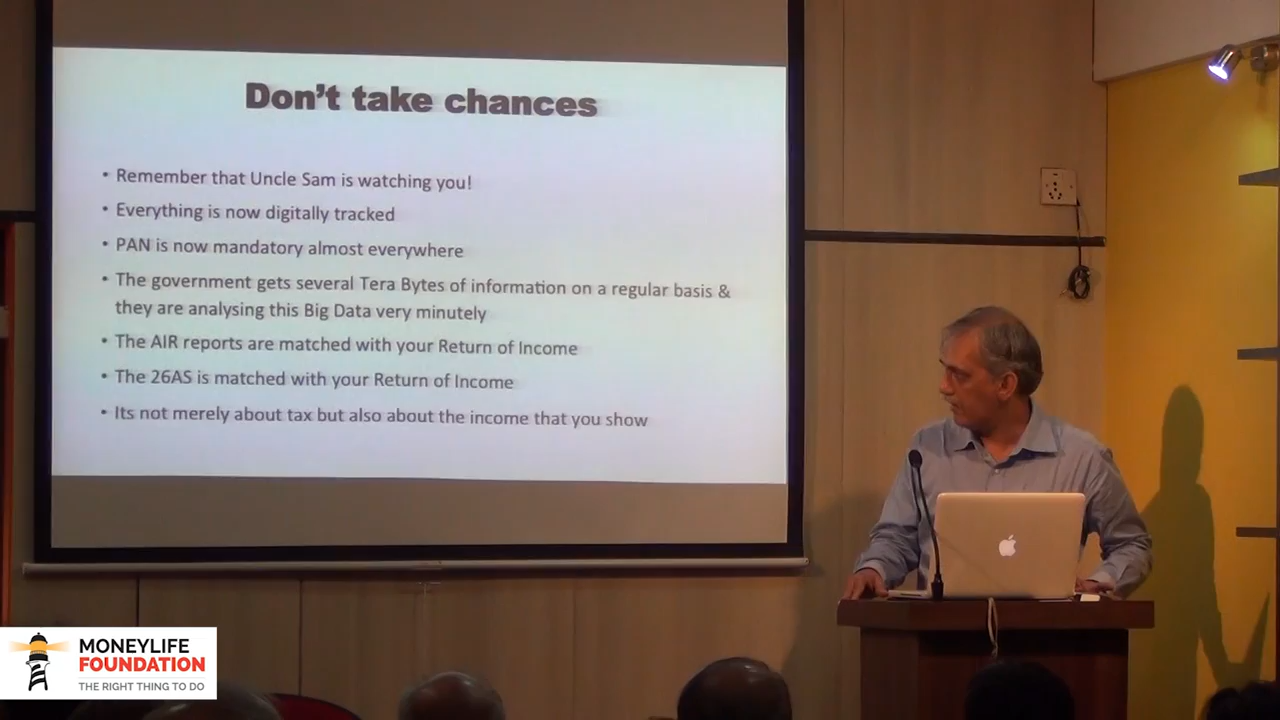 Don't take chances
• Remember that Uncle Sam is watching you!
• Everything is now digitally tracked
• PAN is now mandatory almost everywhere
• The government gets several Tera Bytes of information on a regular basis &
they are analysing this Big Data very minutely
• The AIR reports are matched with your Return of Income
• The 26AS is matched with your Return of Income
• Its not merely about tax but also about the income that you show
MONEYLIFE
FOUNDATION
THE RIGHT THING TO DO